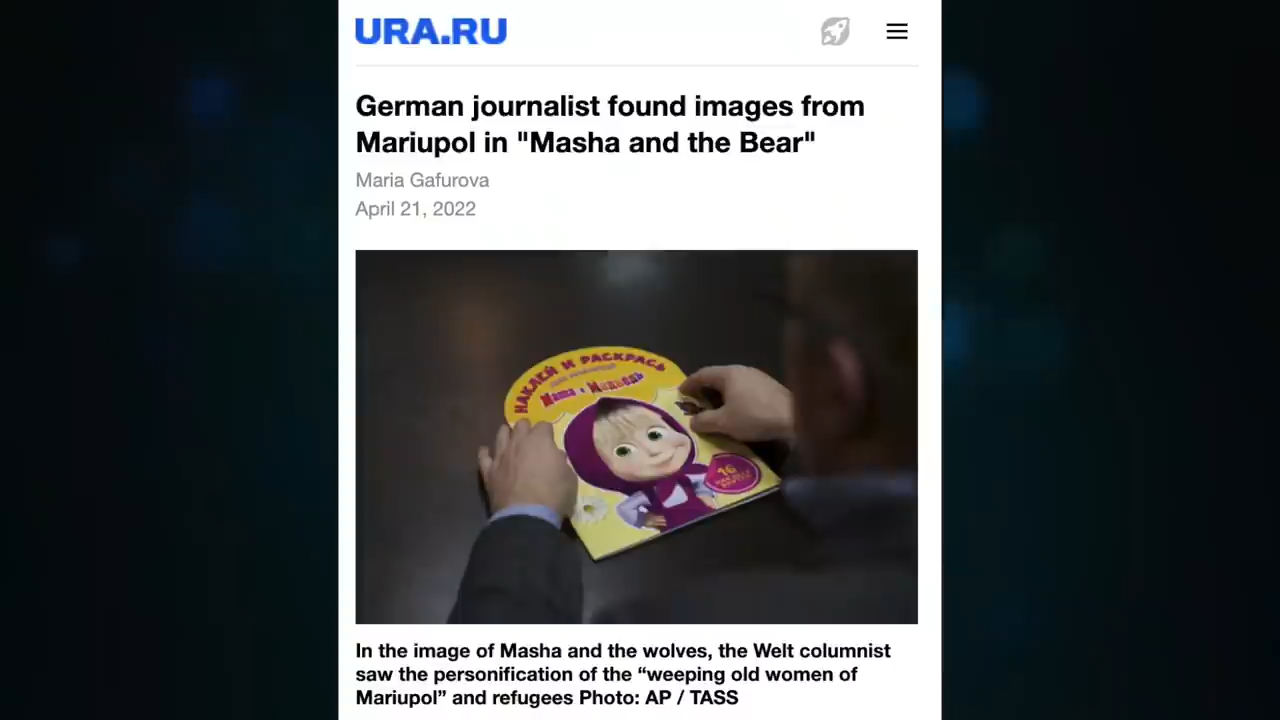 URA.RU
German journalist found images from
Mariupol in "Masha and the Bear"
Maria Gafurova
April 21, 2022
НАКЛЕЙ И РАСКРАСЬ
Маша и Медведь
16
In the image of Masha and the wolves, the Welt columnist
saw the personification of the “weeping old women of
Mariupol” and refugees Photo: AP / TASS